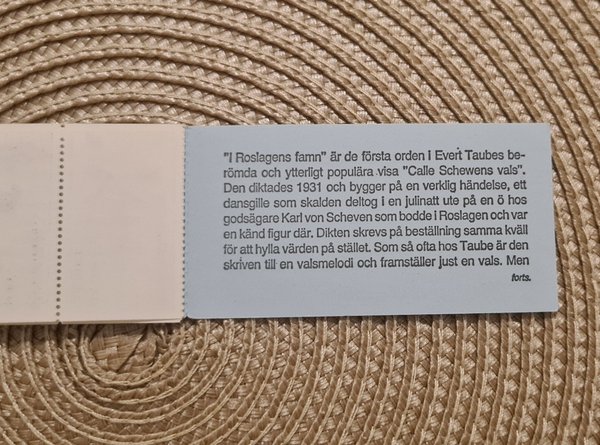 "I Roslagens famn" är de första orden i Evert Taubes be-
römda och ytterligt populära visa "Calle Schewens vals".
Den diktades 1931 och bygger på en verklig händelse, ett
dansgille som skalden deltog i en julinatt ute på en ö hos
godsägare Karl von Scheven som bodde i Roslagen och var
en känd figur där. Dikten skrevs på beställning samma kväll
för att hylla värden på stället. Som så ofta hos Taube är den
skriven till en valsmelodi och framställer just en vals. Men
forts.